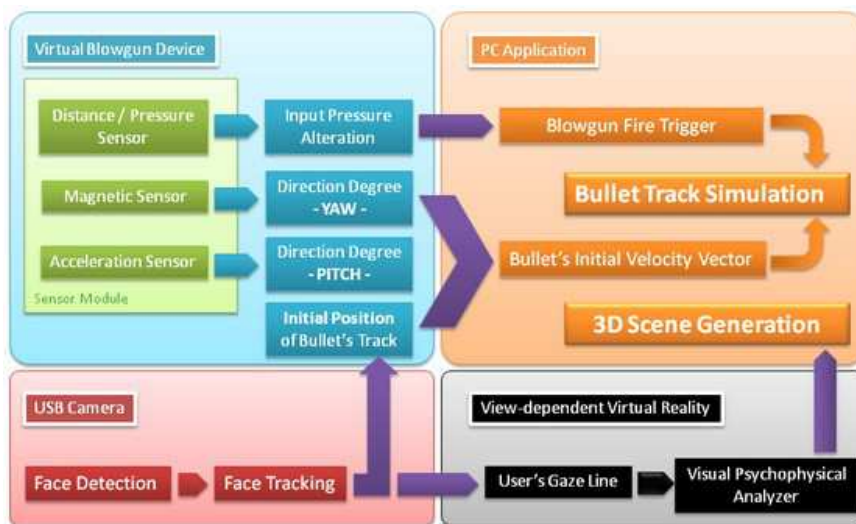 Virtual Blowgun Device
Distance / Pressure
Sensor
Input Pressure
Alteration
Magnetic Sensor
Direction Degree
- YAW -
Acceleration Sensor
Direction Degree
- PITCH -
Sensor Module
Initial Position
of Bullet's Track
PC Application
Blowgun Fire Trigger
Bullet Track Simulation
Bullet's Initial Velocity Vector
3D Scene Generation
USB Camera
Face Detection
Face Tracking
View-dependent Virtual Reality
User's Gaze Line
Visual Psychophysical
Analyzer